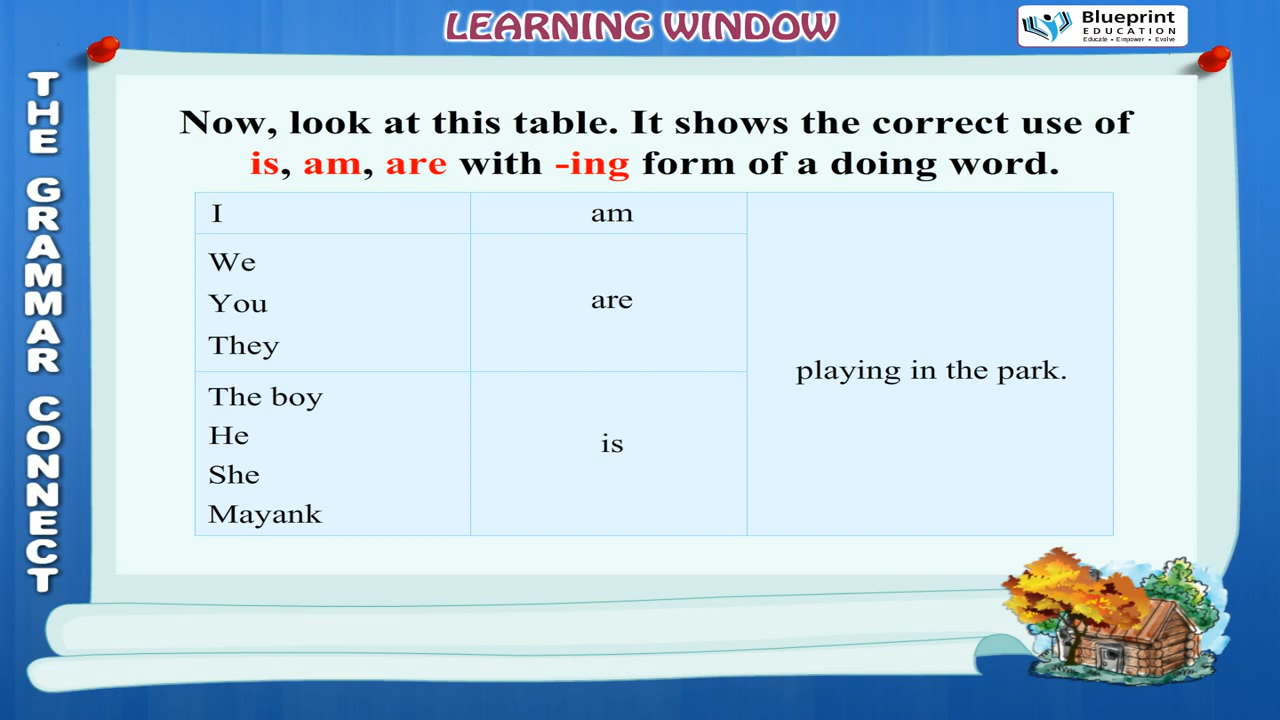 LEARNING WINDOW
Blueprint
EDUCATION
Educate • Empower • Evolve
THE GRAMMAR CONNECT
Now, look at this table. It shows the correct use of
is, am, are with -ing form of a doing word.
I am
We
You
They
are
The boy
He
She
Mayank
is
playing in the park.